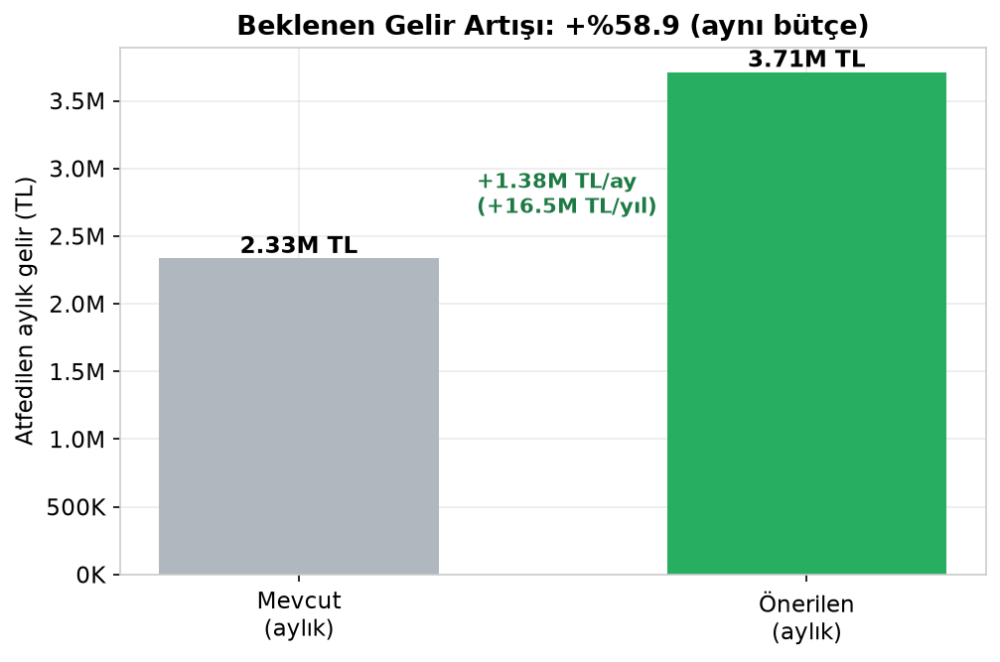 Beklenen Gelir Artışı: +%58.9 (aynı bütçe)
Atfedilen aylık gelir (TL)
3.5M
3.0M
2.5M
2.0M
1.5M
1.0M
500K
0K
2.33M TL
+1.38M TL/ay
(+16.5M TL/yıl)
3.71M TL
Mevcut
(aylık)
Önerilen
(aylık)